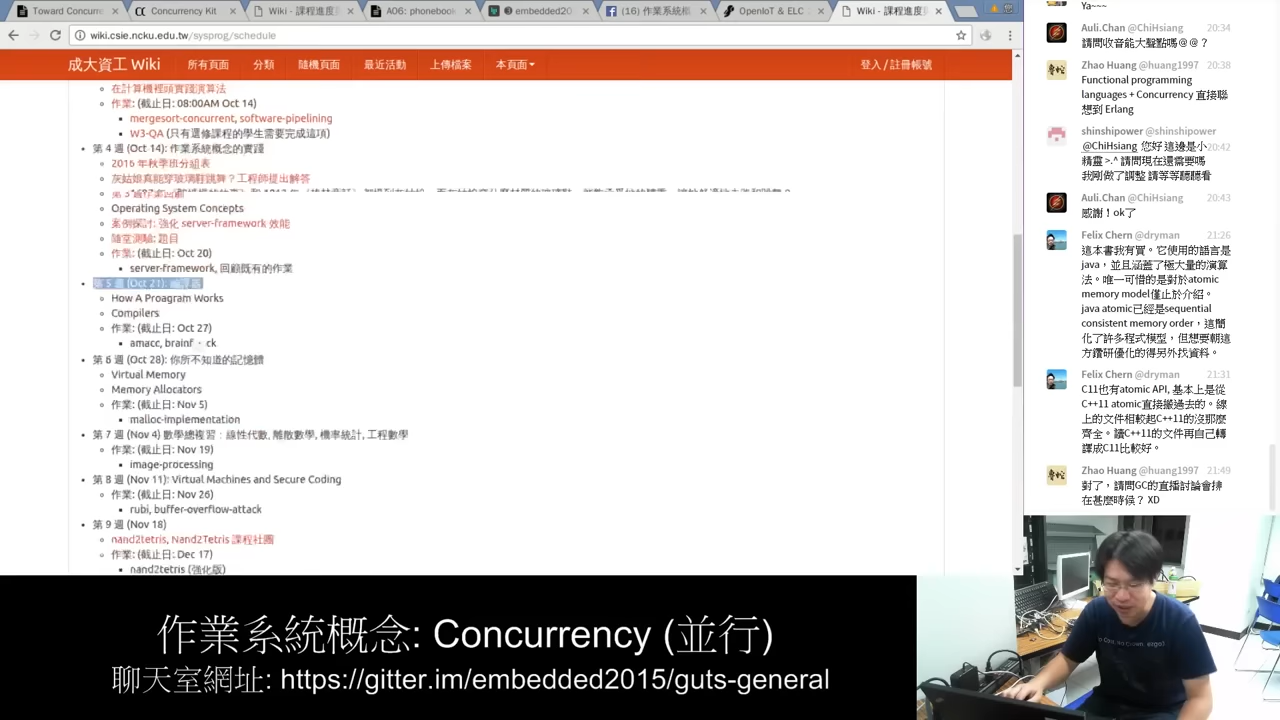 Toward Concurre
Concurrency Kit
Wiki - 課程進度
A06: phonebook
embedded20
(16) 作業系統概
OpenIoT & ELC
Wiki - 課程進度
wiki.csie.ncku.edu.tw/sysprog/schedule
成大資工 Wiki
所有頁面
分類
隨機頁面
最近活動
上傳檔案
本頁面
登入 / 註冊帳號
在計算機裡頭實踐演算法
作業: (截止日: 08:00AM Oct 14)
mergesort-concurrent, software-pipelining
W3-QA (只有選修課程的學生需要完成這項)
第 4 週 (Oct 14): 作業系統概念的實踐
2016 年秋季班分組表
灰姑娘真能穿玻璃鞋跳舞？工程師提出解答
Operating System Concepts
案例探討: 強化 server-framework 效能
隨堂測驗: 題目
作業: (截止日: Oct 20)
server-framework, 回顧既有的作業
第 5 週 (Oct 21): 編譯器
How A Proagram Works
Compilers
作業: (截止日: Oct 27)
amacc, brainf - ck
第 6 週 (Oct 28): 你所不知道的記憶體
Virtual Memory
Memory Allocators
作業: (截止日: Nov 5)
malloc-implementation
第 7 週 (Nov 4) 數學總複習：線性代數, 離散數學, 機率統計, 工程數學
作業: (截止日: Nov 19)
image-processing
第 8 週 (Nov 11): Virtual Machines and Secure Coding
作業: (截止日: Nov 26)
rubi, buffer-overflow-attack
第 9 週 (Nov 18)
nand2tetris, Nand2Tetris 課程社團
作業: (截止日: Dec 17)
nand2tetris (強化版)
Ya~~~
Auli.Chan @ChiHsiang 20:34
請問收音能大聲點嗎＠＠？
Zhao Huang @huang1997 20:38
Functional programming
languages + Concurrency 直接聯
想到 Erlang
shinshipower @shinshipower
@ChiHsiang 您好 這邊是小 20:42
精靈 >.^ 請問現在還需要嗎
我剛做了調整 請等等聽聽看
Auli.Chan @ChiHsiang 20:43
感謝！ok了
Felix Chern @dryman 21:26
這本書我有買。它使用的語言是
java，並且涵蓋了極大量的演算
法。唯一可惜的是對於atomic
memory model僅止於介紹。
java atomic已經是sequential
consistent memory order，這簡
化了許多程式模型，但想要朝這
方鑽研優化的得另外找資料。
Felix Chern @dryman 21:31
C11也有atomic API, 基本上是從
C++11 atomic直接搬過去的。線
上的文件相較起C++11的沒那麼
齊全。讀C++11的文件再自己轉
譯成C11比較好。
Zhao Huang @huang1997 21:49
對了，請問GC的直播討論會排
在甚麼時候？ XD
作業系統概念: Concurrency (並行)
聊天室網址: https://gitter.im/embedded2015/guts-general